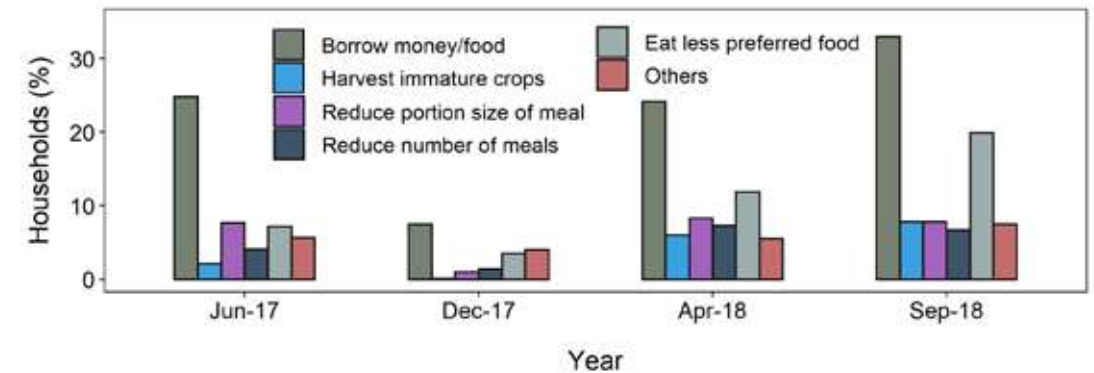 Households (%)
30
20
10
0
Borrow money/food
Harvest immature crops
Reduce portion size of meal
Reduce number of meals
Eat less preferred food
Others
Jun-17
Dec-17
Apr-18
Sep-18
Year